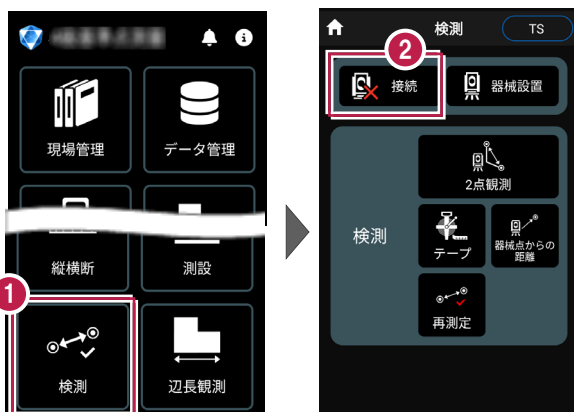 現場管理
データ管理
縦横断
測設
1
検測
辺長観測
検測
TS
2
接続
器械設置
検測
2点観測
テープ
器械点からの
距離
再測定